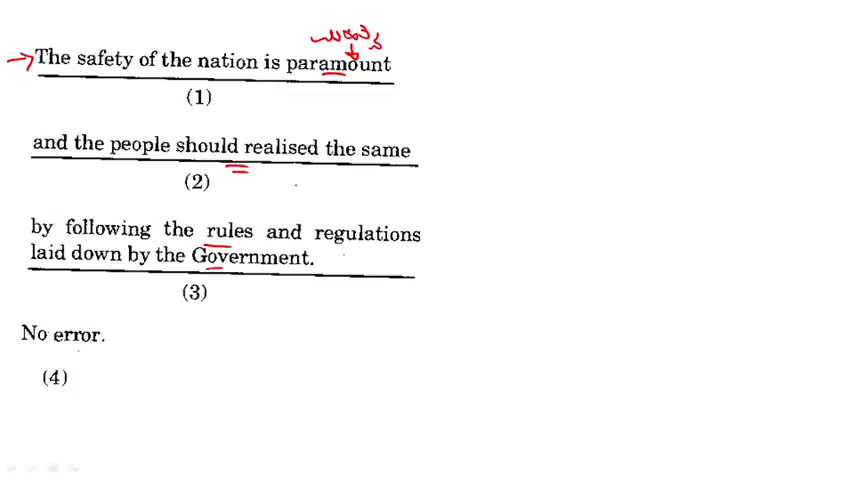 The safety of the nation is paramount
(1)
and the people should realised the same
(2)
by following the rules and regulations
laid down by the Government.
(3)
No error.
(4)